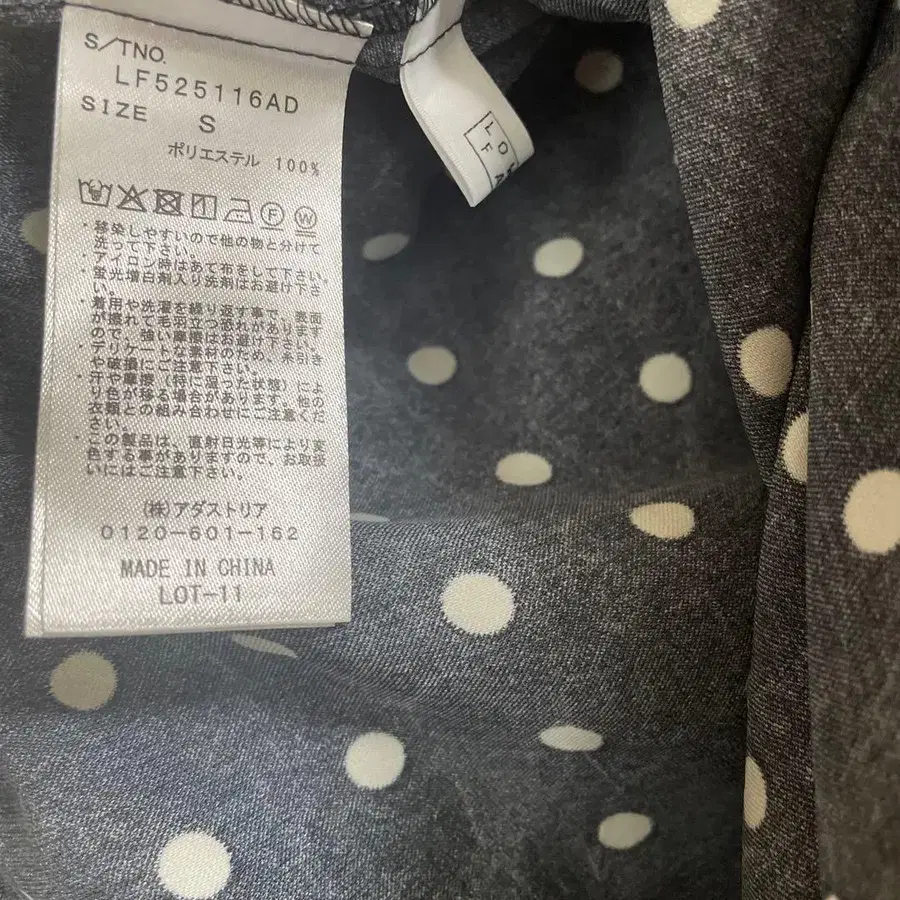 S/TNO.
LF525116AD
SIZE S
ポリエステル 100%
F W
・移染しやすいので他の物と分けて
洗って下さい。
・アイロン時はあて布をして下さい。
・蛍光増白剤入り洗剤はお避け下さ
い。
・着用や洗濯を繰り返す事で、表面
が擦れて毛羽立つ恐れがあります
ので、強い摩擦はお避け下さい。
・デリケートな素材のため、糸引き
や破損にご注意下さい。
・汗や摩擦（特に湿った状態）によ
り色が移る場合があります。他の
衣類との組み合わせにご注意くだ
さい。
・この製品は、直射日光等により変
色する事がありますので、お取扱
いにはご注意下さい。
(株)アダストリア
0120-601-162
MADE IN CHINA
LOT-11
LOW
F A